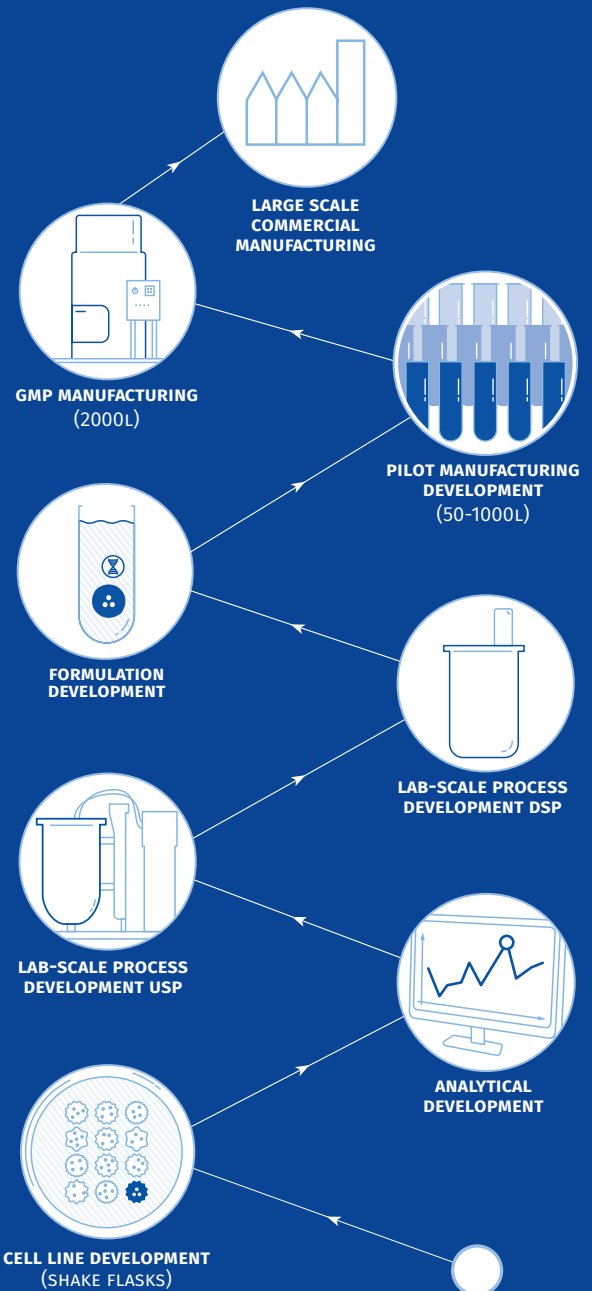 LARGE SCALE
COMMERCIAL
MANUFACTURING
GMP MANUFACTURING
(2000L)
PILOT MANUFACTURING
DEVELOPMENT
(50-1000L)
FORMULATION
DEVELOPMENT
LAB-SCALE PROCESS
DEVELOPMENT DSP
LAB-SCALE PROCESS
DEVELOPMENT USP
ANALYTICAL
DEVELOPMENT
CELL LINE DEVELOPMENT
(SHAKE FLASKS)